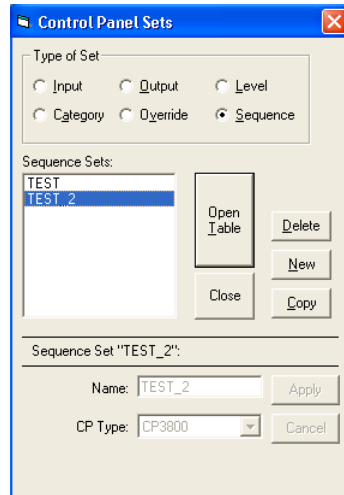 Control Panel Sets
Type of Set
Input Output Level
Category Override Sequence
Sequence Sets:
TEST
TEST_2
Open
Table
Delete
New
Close
Copy
Sequence Set "TEST_2":
Name: TEST_2 Apply
CP Type: CP3800 Cancel